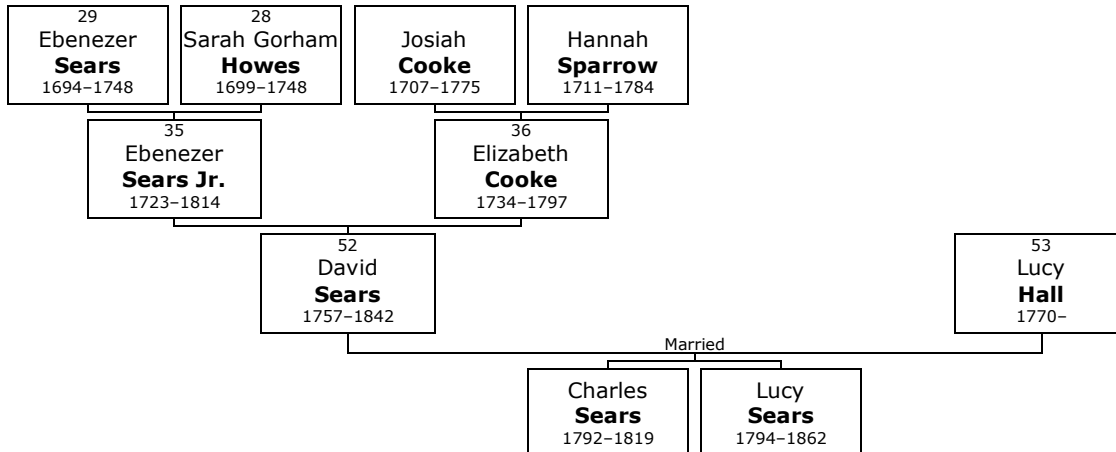 29
Ebenezer
Sears
1694–1748
28
Sarah Gorham
Howes
1699–1748
Josiah
Cooke
1707–1775
Hannah
Sparrow
1711–1784
35
Ebenezer
Sears Jr.
1723–1814
36
Elizabeth
Cooke
1734–1797
52
David
Sears
1757–1842
53
Lucy
Hall
1770–
Married
Charles
Sears
1792–1819
Lucy
Sears
1794–1862